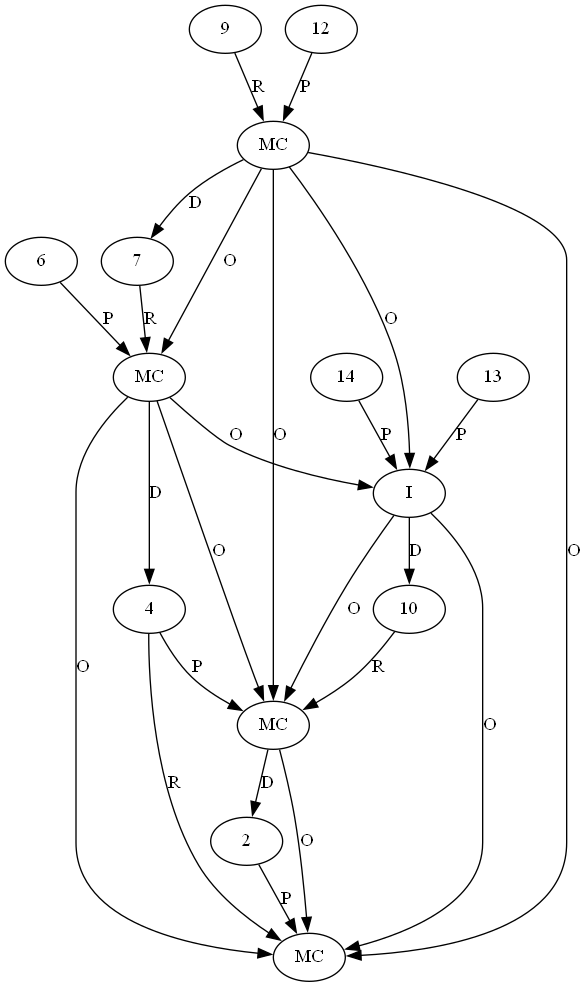 9 12
R P
MC
D
6 7 O
P R O
MC 14 13
O O P P
D I
O O D O
4 10
P O R
MC
O R D O
2 O
P
MC